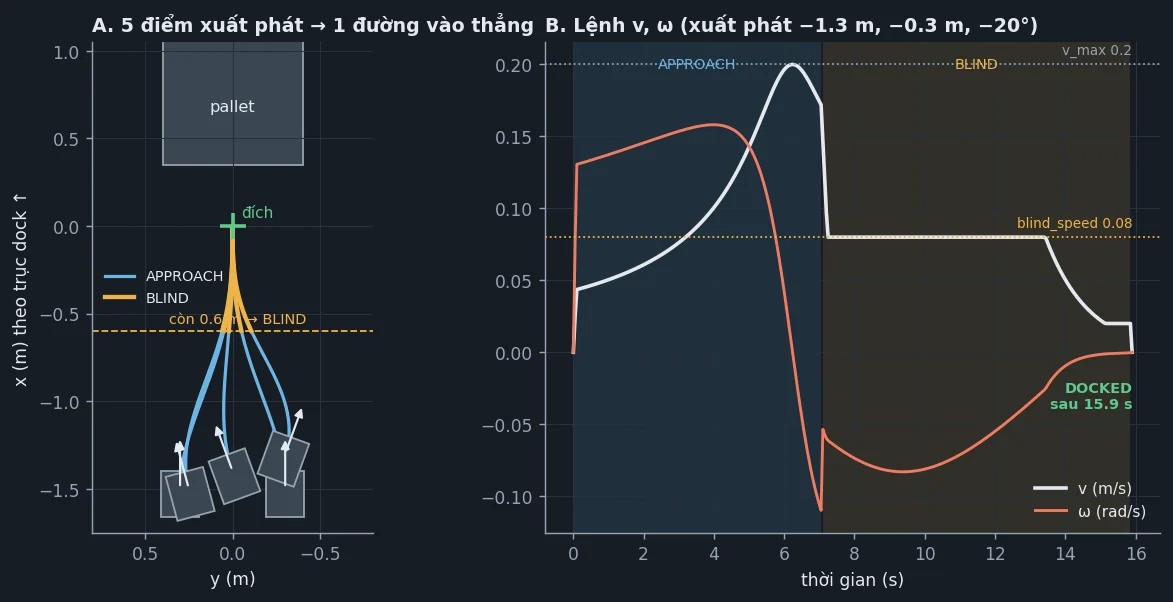 A. 5 điểm xuất phát → 1 đường vào thẳng
1.0
0.5
0.0
−0.5
−1.0
−1.5
x (m) theo trục dock ↑
pallet
đích
APPROACH
BLIND
còn 0.6 m → BLIND
0.5
0.0
−0.5
y (m)
B. Lệnh v, ω (xuất phát −1.3 m, −0.3 m, −20°)
0.20
0.15
0.10
0.05
0.00
−0.05
−0.10
v_max 0.2
APPROACH
BLIND
blind_speed 0.08
DOCKED
sau 15.9 s
v (m/s)
ω (rad/s)
0
2
4
6
8
10
12
14
16
thời gian (s)